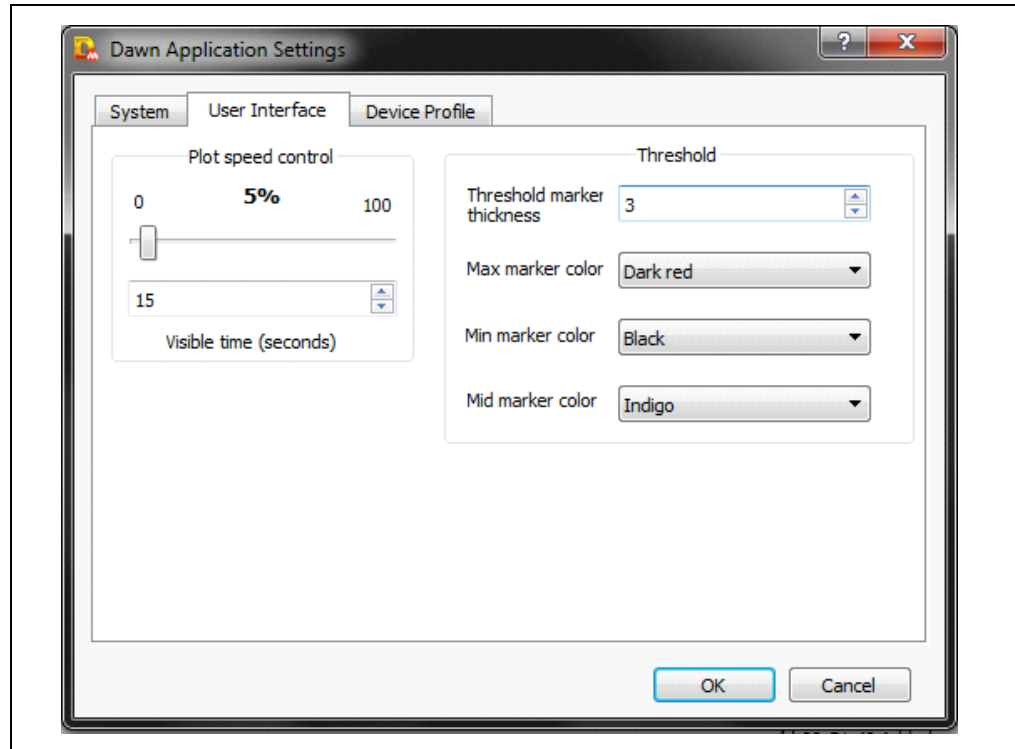 Dawn Application Settings
System User Interface Device Profile
Plot speed control
0 5% 100
15
Visible time (seconds)
Threshold
Threshold marker
thickness
3
Max marker color Dark red
Min marker color Black
Mid marker color Indigo
OK Cancel